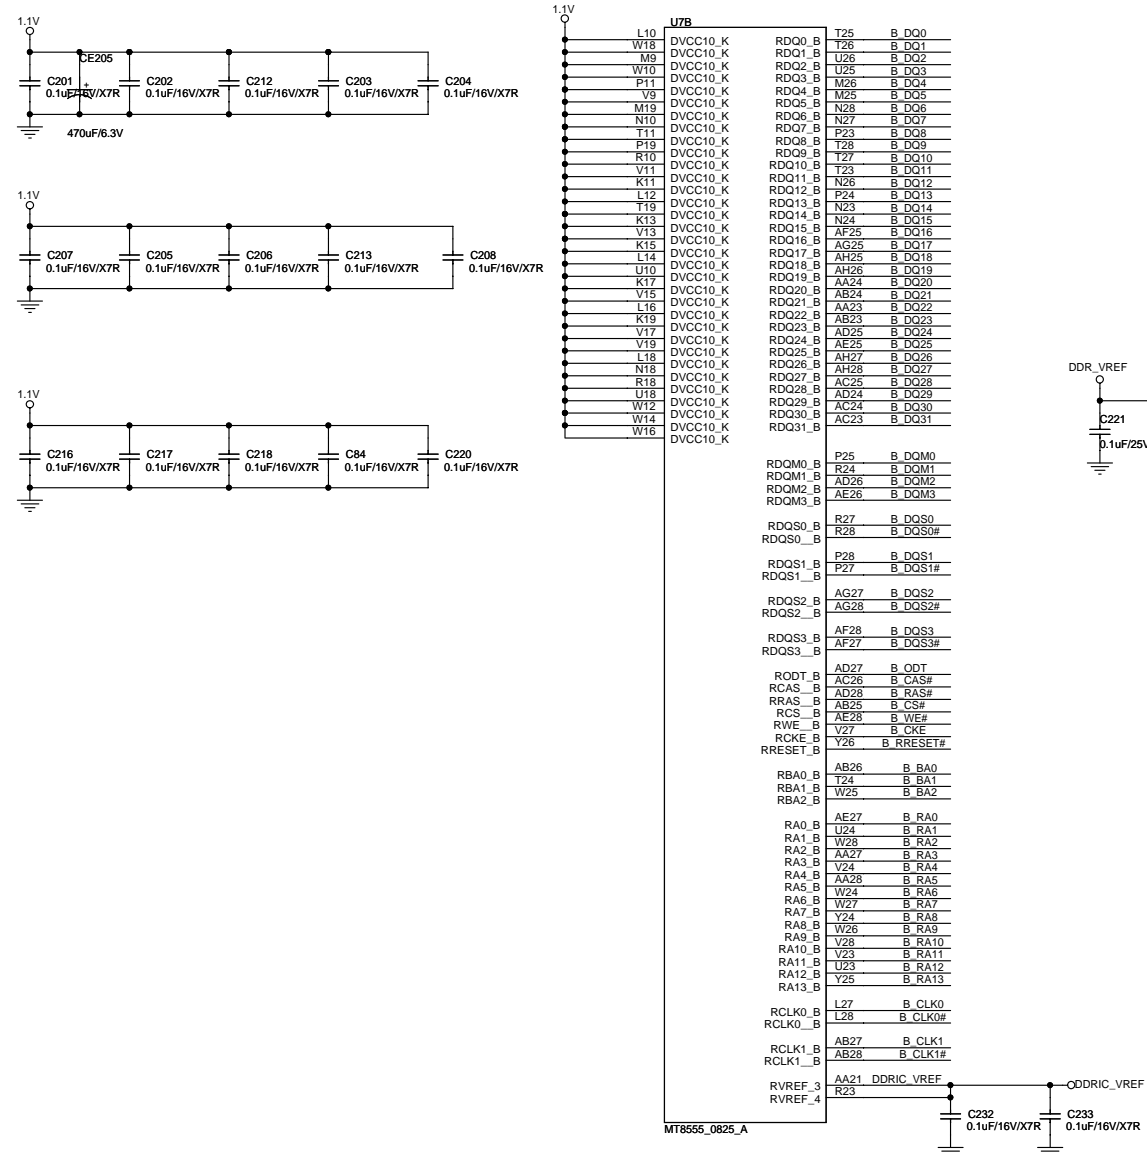 1.1V
CE205
C201
0.1uF/16V/X7R
+
C202
0.1uF/16V/X7R
C212
0.1uF/16V/X7R
C203
0.1uF/16V/X7R
C204
0.1uF/16V/X7R
470uF/6.3V
1.1V
C207
0.1uF/16V/X7R
C205
0.1uF/16V/X7R
C206
0.1uF/16V/X7R
C213
0.1uF/16V/X7R
C208
0.1uF/16V/X7R
1.1V
C216
0.1uF/16V/X7R
C217
0.1uF/16V/X7R
C218
0.1uF/16V/X7R
C84
0.1uF/16V/X7R
C220
0.1uF/16V/X7R
1.1V
U7B
L10 DVCC10_K RDQ0_B T25 B_DQ0
W18 DVCC10_K RDQ1_B T26 B_DQ1
M9 DVCC10_K RDQ2_B U26 B_DQ2
W10 DVCC10_K RDQ3_B U25 B_DQ3
P11 DVCC10_K RDQ4_B M26 B_DQ4
V9 DVCC10_K RDQ5_B M25 B_DQ5
M19 DVCC10_K RDQ6_B N28 B_DQ6
N10 DVCC10_K RDQ7_B N27 B_DQ7
T11 DVCC10_K RDQ8_B P23 B_DQ8
P19 DVCC10_K RDQ9_B T28 B_DQ9
R10 DVCC10_K RDQ10_B T27 B_DQ10
V11 DVCC10_K RDQ11_B T23 B_DQ11
K11 DVCC10_K RDQ12_B N26 B_DQ12
L12 DVCC10_K RDQ13_B P24 B_DQ13
T19 DVCC10_K RDQ14_B N23 B_DQ14
K13 DVCC10_K RDQ15_B N24 B_DQ15
V13 DVCC10_K RDQ16_B AF25 B_DQ16
K15 DVCC10_K RDQ17_B AG25 B_DQ17
L14 DVCC10_K RDQ18_B AH25 B_DQ18
U10 DVCC10_K RDQ19_B AH26 B_DQ19
K17 DVCC10_K RDQ20_B AA24 B_DQ20
V15 DVCC10_K RDQ21_B AB24 B_DQ21
L16 DVCC10_K RDQ22_B AA23 B_DQ22
K19 DVCC10_K RDQ23_B AB23 B_DQ23
V17 DVCC10_K RDQ24_B AD25 B_DQ24
V19 DVCC10_K RDQ25_B AE25 B_DQ25
L18 DVCC10_K RDQ26_B AH27 B_DQ26
N18 DVCC10_K RDQ27_B AH28 B_DQ27
R18 DVCC10_K RDQ28_B AC25 B_DQ28
U18 DVCC10_K RDQ29_B AD24 B_DQ29
W12 DVCC10_K RDQ30_B AC24 B_DQ30
W14 DVCC10_K RDQ31_B AC23 B_DQ31
W16 DVCC10_K
RDQM0_B P25 B_DQM0
RDQM1_B R24 B_DQM1
RDQM2_B AD26 B_DQM2
RDQM3_B AE26 B_DQM3
RDQS0_B R27 B_DQS0
RDQS0__B R28 B_DQS0#
RDQS1_B P28 B_DQS1
RDQS1__B P27 B_DQS1#
RDQS2_B AG27 B_DQS2
RDQS2__B AG28 B_DQS2#
RDQS3_B AF28 B_DQS3
RDQS3__B AF27 B_DQS3#
RODT_B AD27 B_ODT
RCAS__B AC26 B_CAS#
RRAS__B AD28 B_RAS#
RCS__B AB25 B_CS#
RWE__B AE28 B_WE#
RCKE_B V27 B_CKE
RRESET_B Y26 B_RRESET#
RBA0_B AB26 B_BA0
RBA1_B T24 B_BA1
RBA2_B W25 B_BA2
RA0_B AE27 B_RA0
RA1_B U24 B_RA1
RA2_B W28 B_RA2
RA3_B AA27 B_RA3
RA4_B V24 B_RA4
RA5_B AA28 B_RA5
RA6_B W24 B_RA6
RA7_B W27 B_RA7
RA8_B Y24 B_RA8
RA9_B W26 B_RA9
RA10_B V28 B_RA10
RA11_B V23 B_RA11
RA12_B U23 B_RA12
RA13_B Y25 B_RA13
RCLK0_B L27 B_CLK0
RCLK0__B L28 B_CLK0#
RCLK1_B AB27 B_CLK1
RCLK1__B AB28 B_CLK1#
RVREF_3 AA21 DDRIC_VREF
RVREF_4 R23
MT8555_0825_A
DDRIC_VREF
C232
0.1uF/16V/X7R
C233
0.1uF/16V/X7R
DDR_VREF
C221
0.1uF/25V